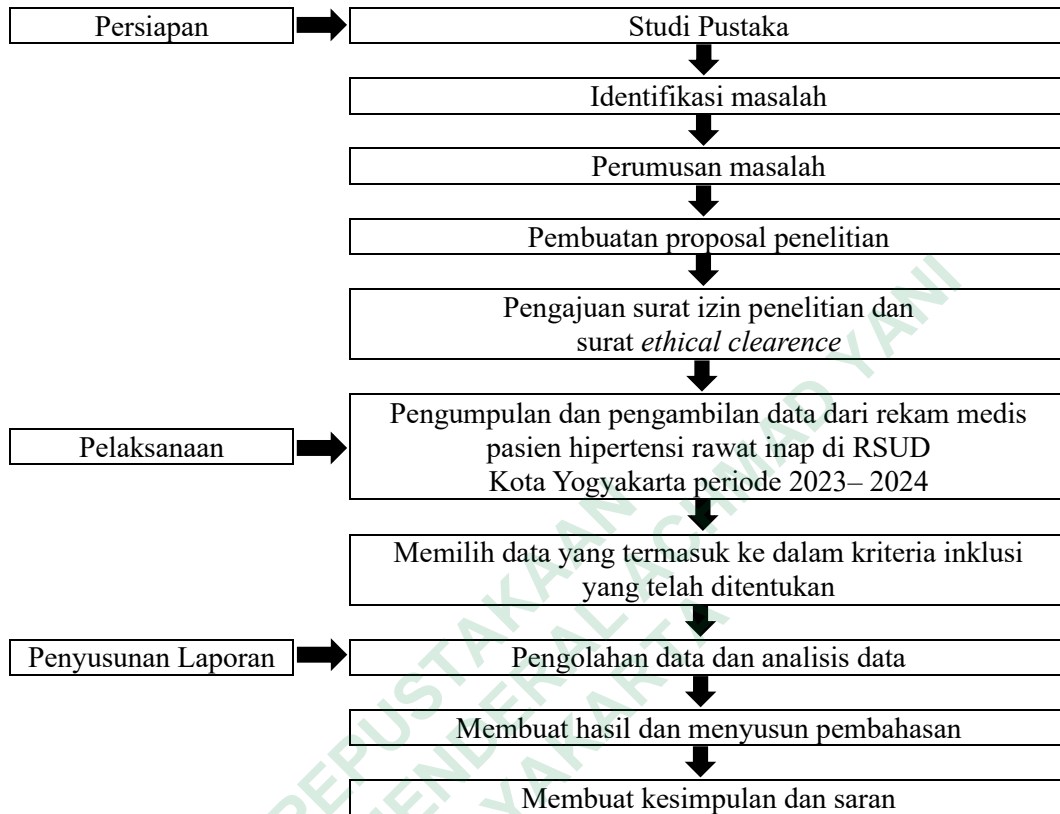 Persiapan
Studi Pustaka
Identifikasi masalah
Perumusan masalah
Pembuatan proposal penelitian
Pengajuan surat izin penelitian dan
surat ethical clearence
Pelaksanaan
Pengumpulan dan pengambilan data dari rekam medis
pasien hipertensi rawat inap di RSUD
Kota Yogyakarta periode 2023– 2024
Memilih data yang termasuk ke dalam kriteria inklusi
yang telah ditentukan
Penyusunan Laporan
Pengolahan data dan analisis data
Membuat hasil dan menyusun pembahasan
Membuat kesimpulan dan saran